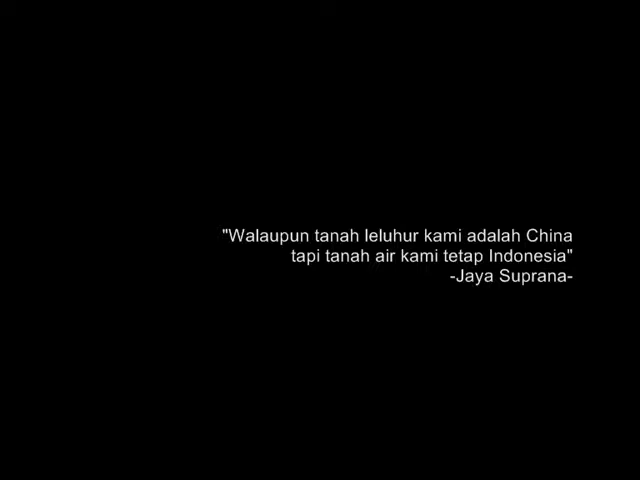 "Walaupun tanah leluhur kami adalah China
tapi tanah air kami tetap Indonesia"
-Jaya Suprana-